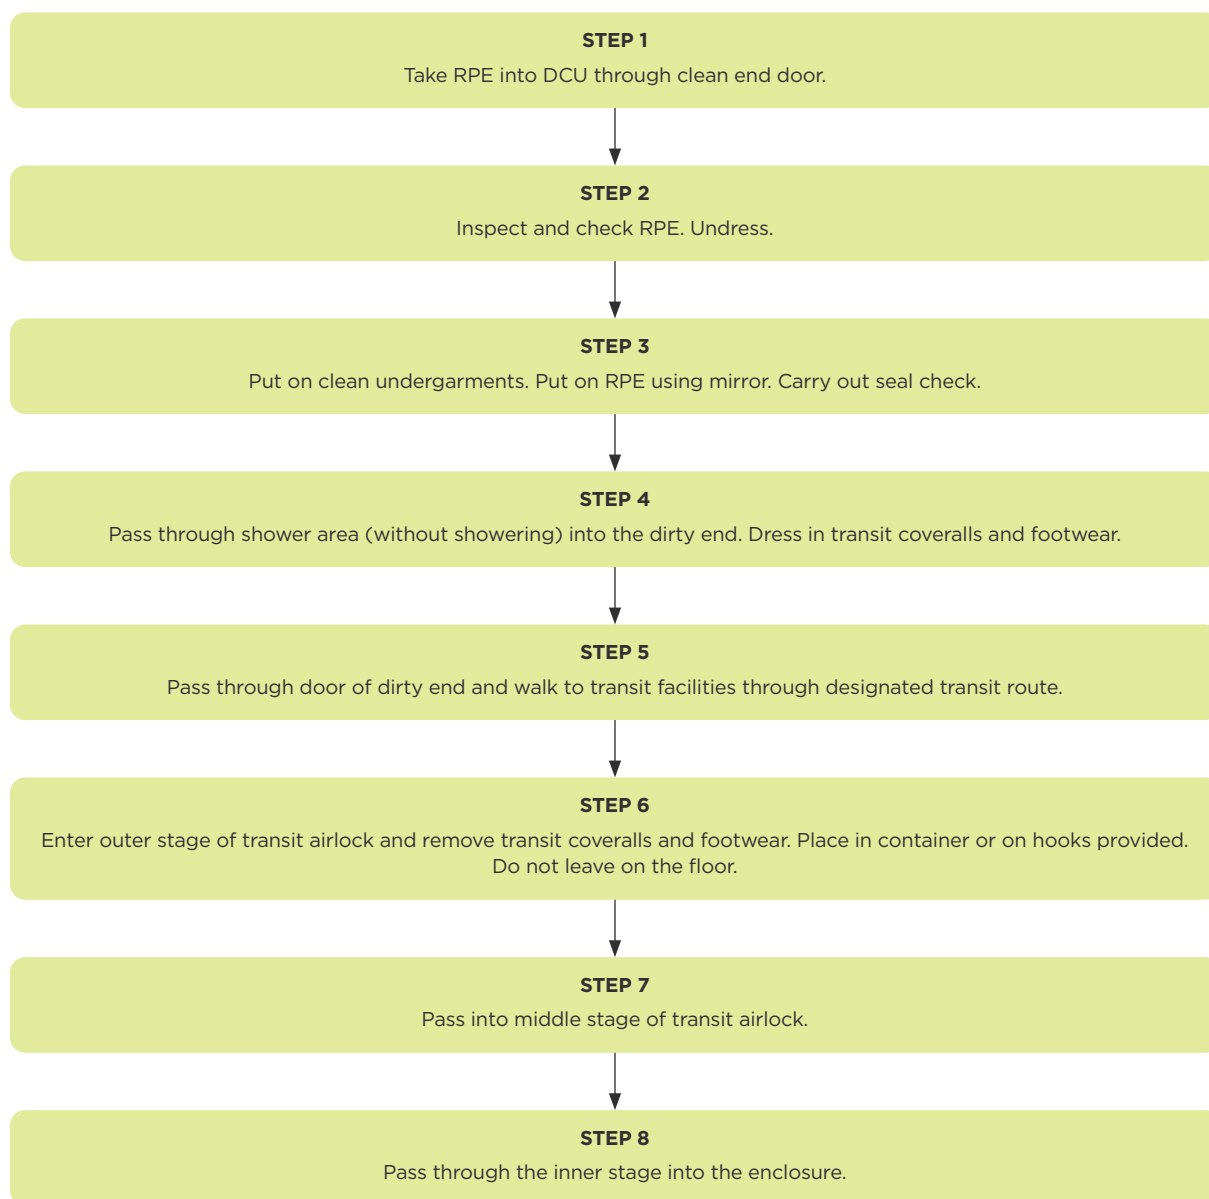 STEP 1
Take RPE into DCU through clean end door.
STEP 2
Inspect and check RPE. Undress.
STEP 3
Put on clean undergarments. Put on RPE using mirror. Carry out seal check.
STEP 4
Pass through shower area (without showering) into the dirty end. Dress in transit coveralls and footwear.
STEP 5
Pass through door of dirty end and walk to transit facilities through designated transit route.
STEP 6
Enter outer stage of transit airlock and remove transit coveralls and footwear. Place in container or on hooks provided.
Do not leave on the floor.
STEP 7
Pass into middle stage of transit airlock.
STEP 8
Pass through the inner stage into the enclosure.